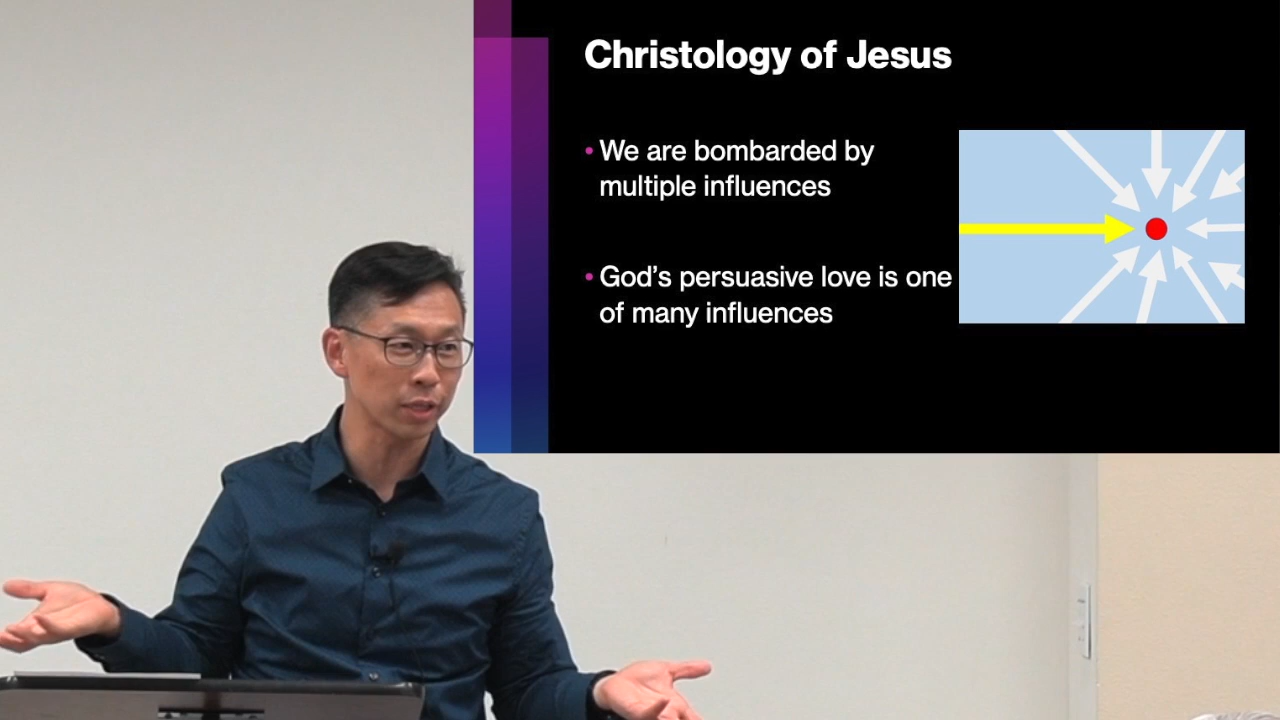 Christology of Jesus
• We are bombarded by
multiple influences
• God's persuasive love is one
of many influences